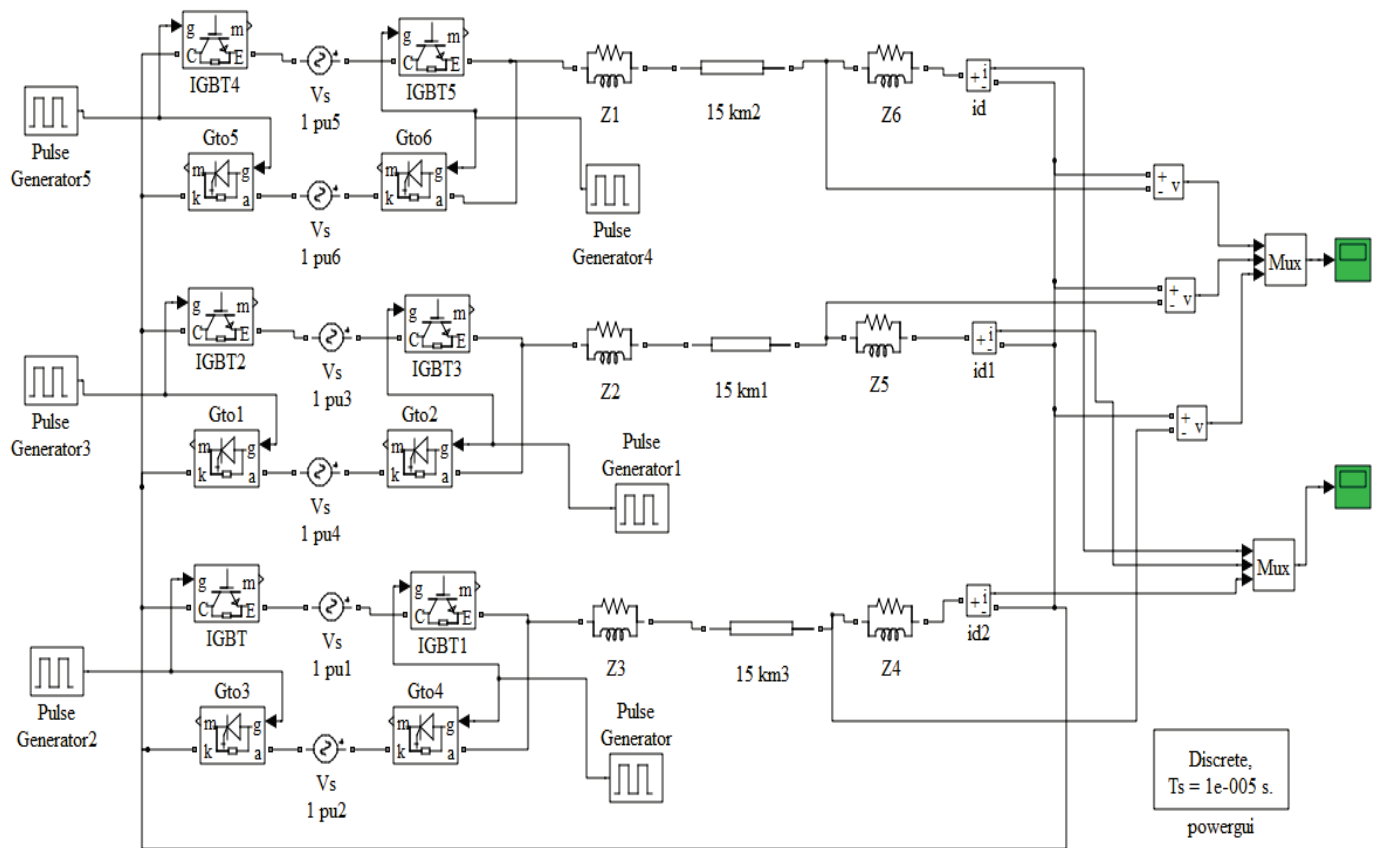 g m
C E
IGBT4
Vs
1 pu5
g m
C E
IGBT5
Z1
15 km2
Z6
+ i
-
id
Pulse
Generator5
Gto5
m g
k a
Vs
1 pu6
Gto6
m g
k a
Pulse
Generator4
+
- v
Mux
g m
C E
IGBT2
Vs
1 pu3
g m
C E
IGBT3
Z2
15 km1
Z5
+ i
-
id1
+
- v
Pulse
Generator3
Gto1
m g
k a
Vs
1 pu4
Gto2
m g
k a
Pulse
Generator1
+
- v
g m
C E
IGBT
Vs
1 pu1
g m
C E
IGBT1
Z3
15 km3
Z4
+ i
-
id2
Mux
Pulse
Generator2
Gto3
m g
k a
Vs
1 pu2
Gto4
m g
k a
Pulse
Generator
Discrete,
Ts = 1e-005 s.
powergui